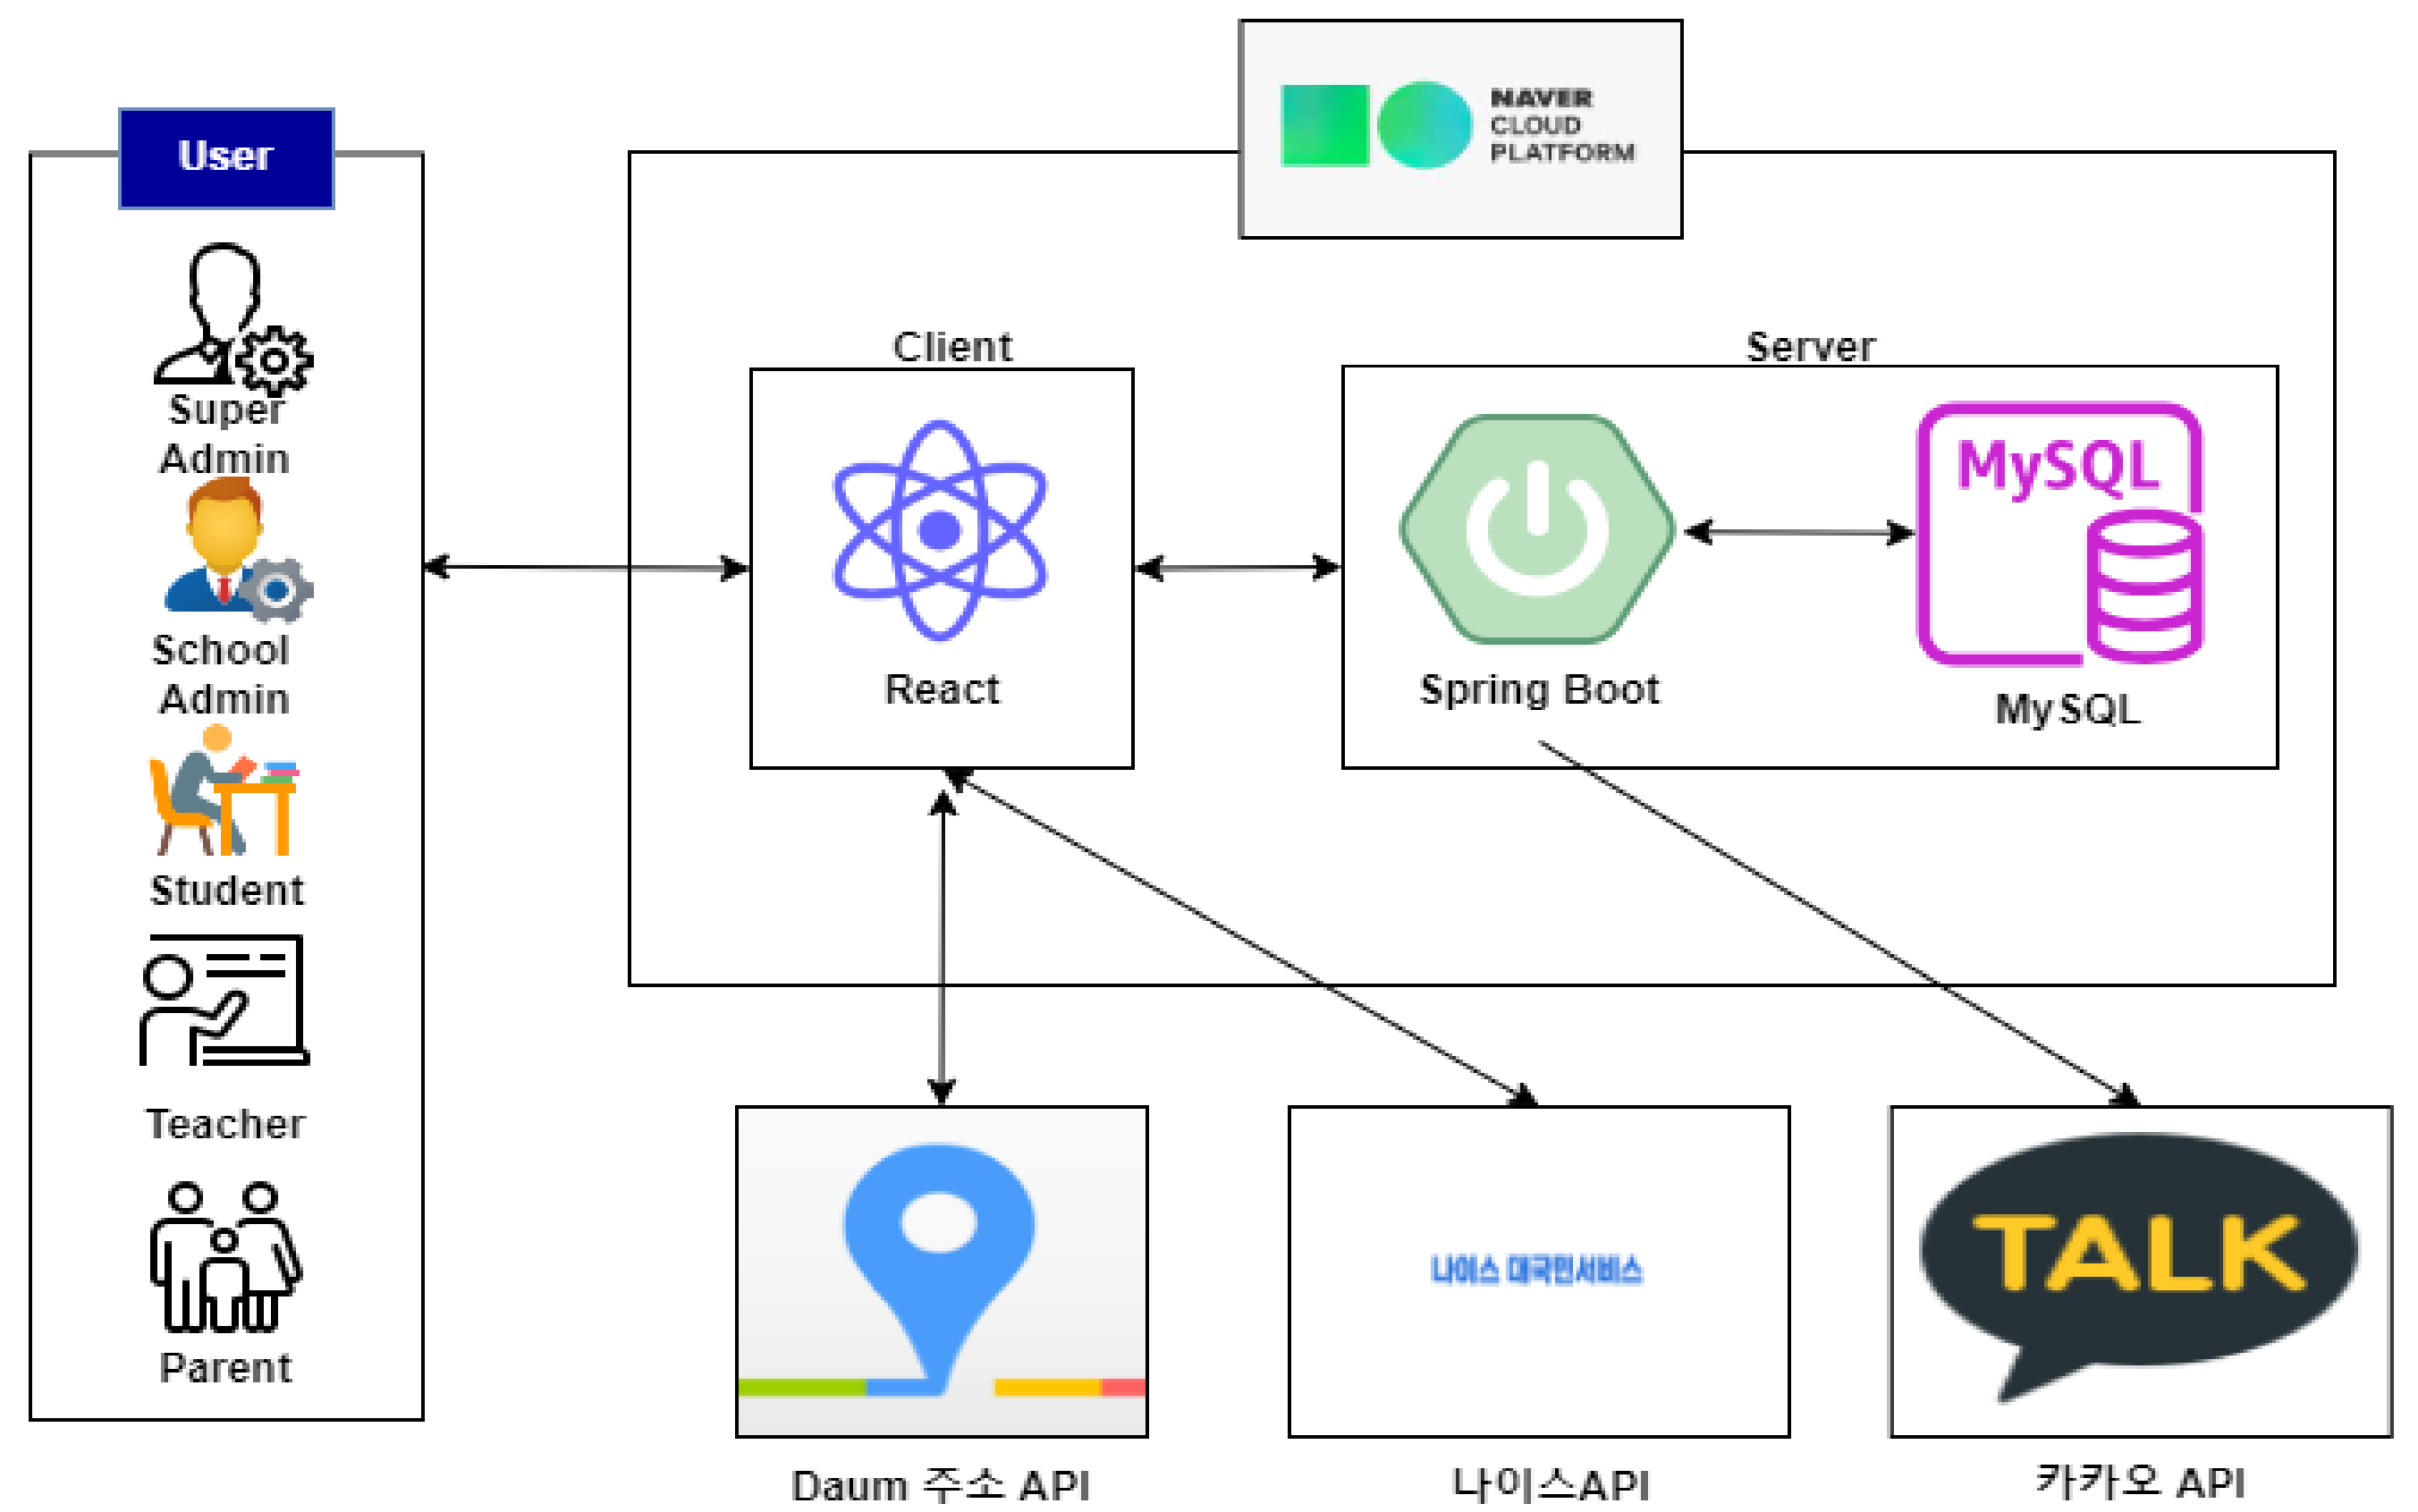 User
Super
Admin
School
Admin
Student
Teacher
Parent
NAVER
CLOUD
PLATFORM
Client
React
Server
Spring Boot
MySQL
MySQL
나이스 대국민서비스
TALK
Daum 주소 API
나이스API
카카오 API